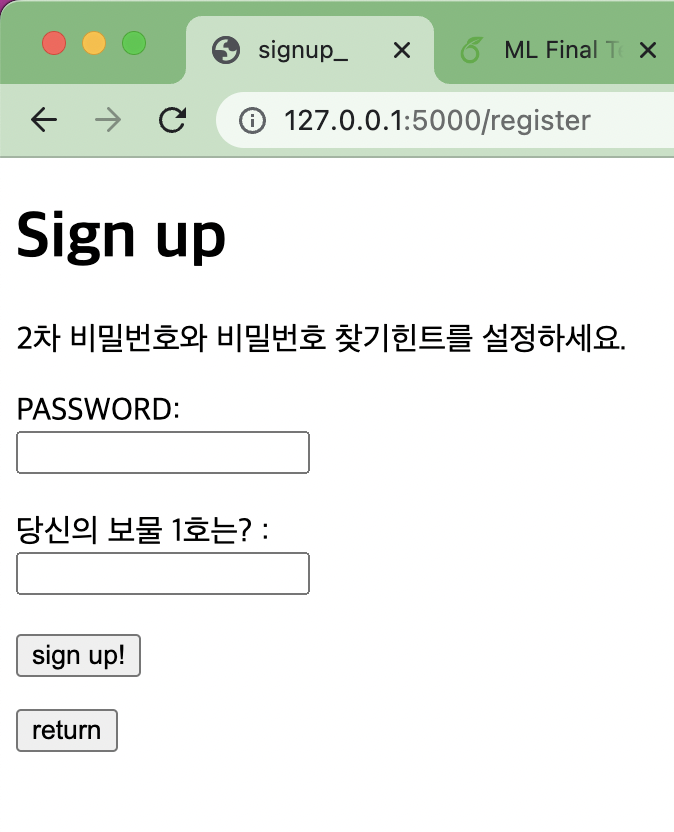 signup_
ML Final Te
127.0.0.1:5000/register
Sign up
2차 비밀번호와 비밀번호 찾기힌트를 설정하세요.
PASSWORD:
당신의 보물 1호는? :
sign up!
return